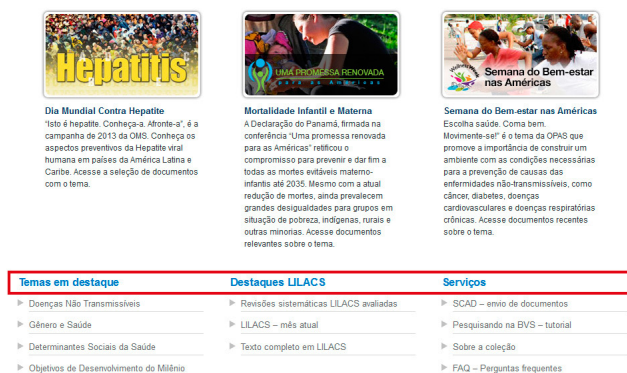 Hepatitis
UMA PROMESSA RENOVADA
para as Américas
Semana do Bem-estar
nas Américas
Dia Mundial Contra Hepatite
"Isto é hepatite. Conheça-a. Afronte-a", é a
campanha de 2013 da OMS. Conheça os
aspectos preventivos da Hepatite viral
humana em países da América Latina e
Caribe. Acesse a seleção de documentos
com o tema.
Mortalidade Infantil e Materna
A Declaração do Panamá, firmada na
conferência "Uma promessa renovada
para as Américas" retificou o
compromisso para prevenir e dar fim a
todas as mortes evitáveis materno-
infantis até 2035. Mesmo com a atual
redução de mortes, ainda prevalecem
grandes desigualdades para grupos em
situação de pobreza, indígenas, rurais e
outras minorias. Acesse documentos
relevantes sobre o tema.
Semana do Bem-estar nas Américas
Escolha saúde. Coma bem.
Movimente-se!" é o tema da OPAS que
promove a importância de construir um
ambiente com as condições necessárias
para a prevenção de causas das
enfermidades não-transmissíveis, como
câncer, diabetes, doenças
cardiovasculares e doenças respiratórias
crônicas. Acesse documentos recentes
sobre o tema.
Temas em destaque
Doenças Não Transmissíveis
Gênero e Saúde
Determinantes Sociais da Saúde
Objetivos de Desenvolvimento do Milênio
Destaques LILACS
Revisões sistemáticas LILACS avaliadas
LILACS – mês atual
Texto completo em LILACS
Serviços
SCAD – envio de documentos
Pesquisando na BVS – tutorial
Sobre a coleção
FAQ – Perguntas frequentes